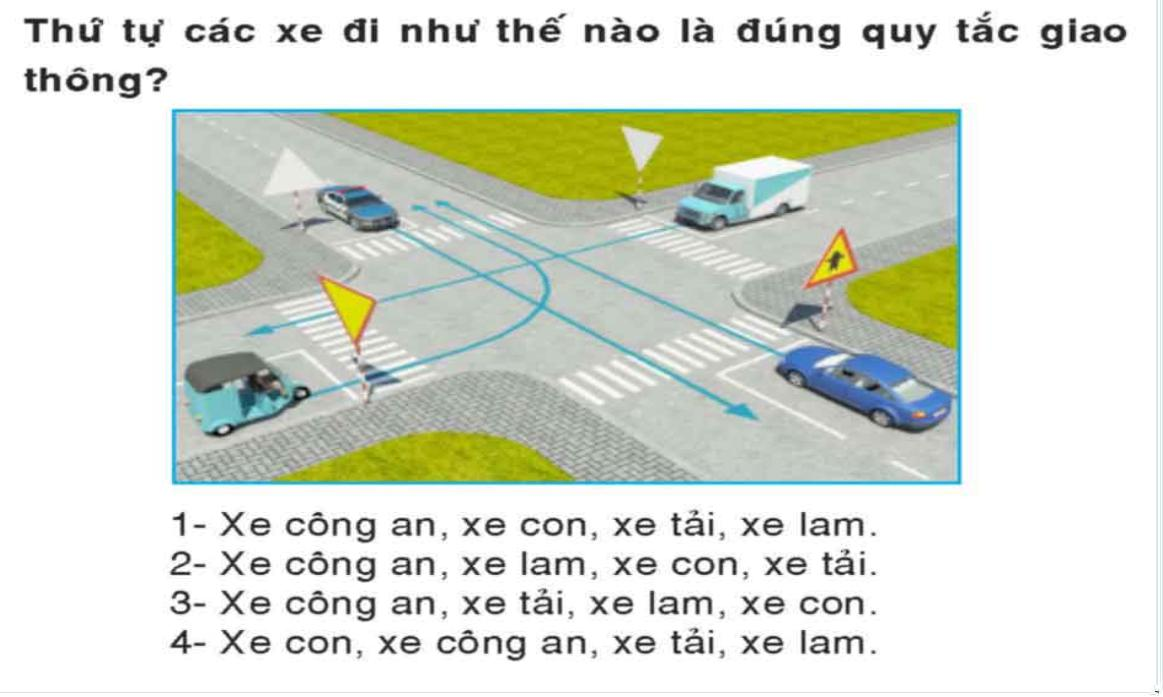 Thứ tự các xe đi như thế nào là đúng quy tắc giao
thông?
1- Xe công an, xe con, xe tải, xe lam.
2- Xe công an, xe lam, xe con, xe tải.
3- Xe công an, xe tải, xe lam, xe con.
4- Xe con, xe công an, xe tải, xe lam.